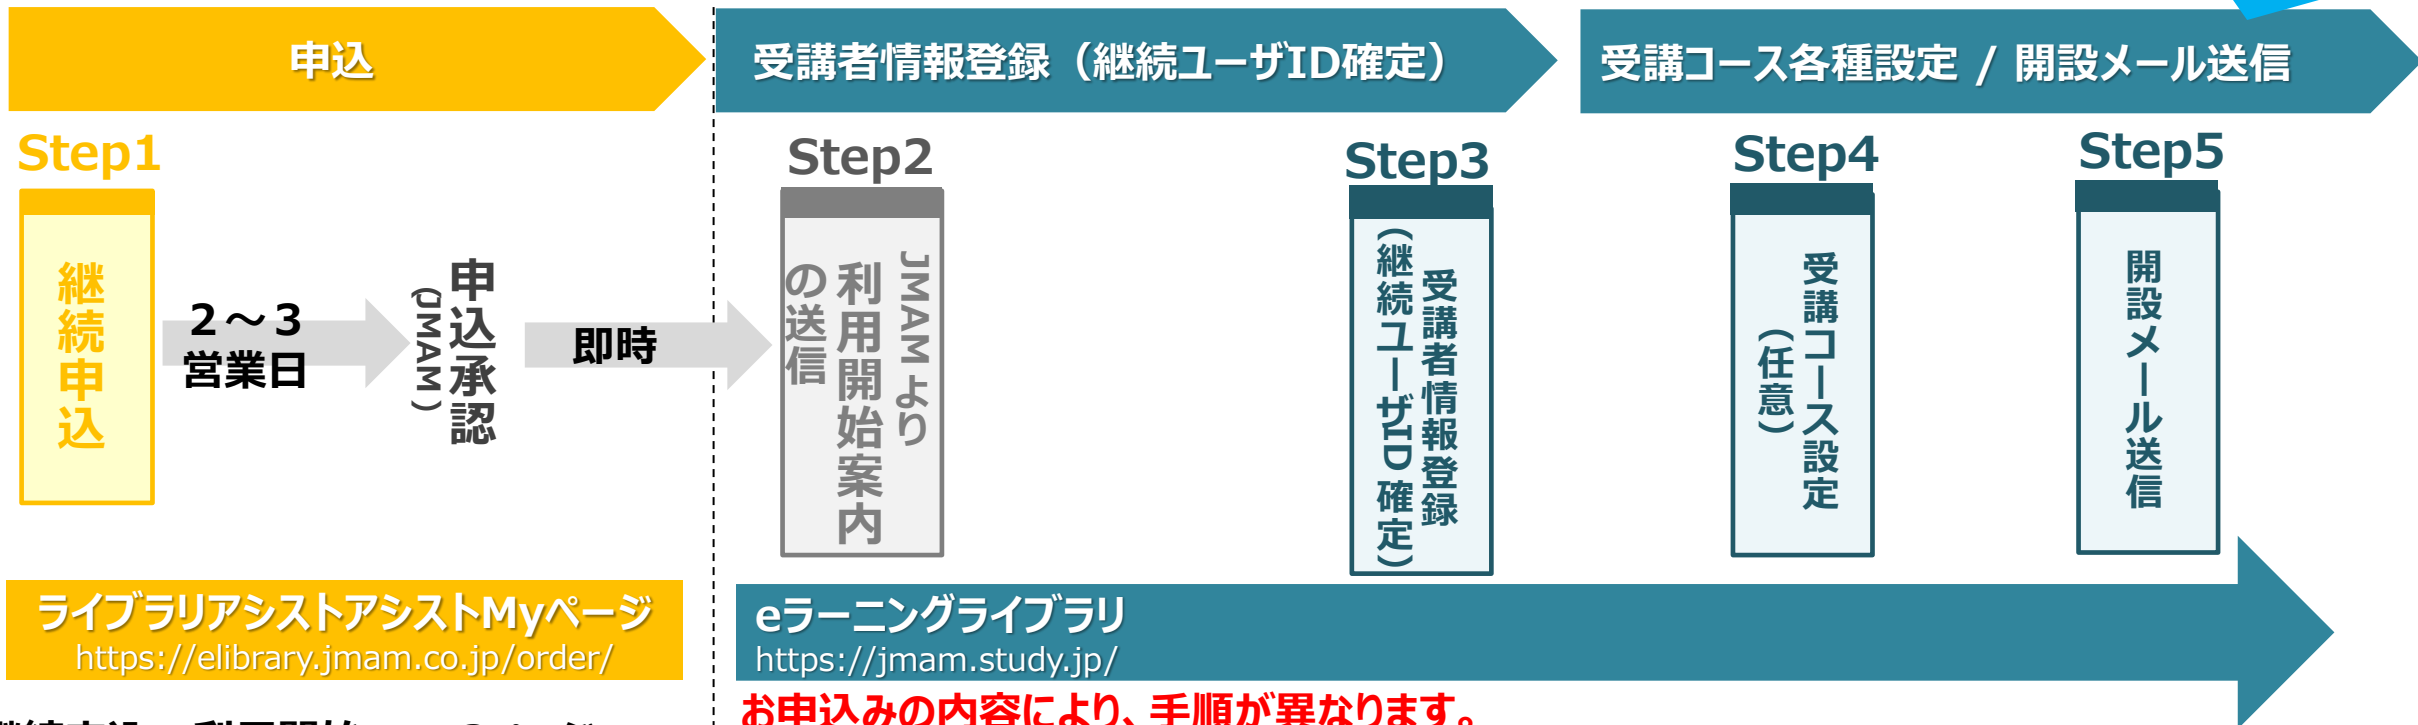 申込
受講者情報登録（継続ユーザID確定）
受講コース各種設定 / 開設メール送信
Step1
継続申込
２～３
営業日
申込承認
（JMAM）
即時
Step2
JMAMより
利用開始案内
の送信
Step3
受講者情報登録
（継続ユーザID確定）
Step4
受講コース設定
（任意）
Step5
開設メール送信
ライブラリアシストアシストMyページ
https://elibrary.jmam.co.jp/order/
eラーニングライブラリ
https://jmam.study.jp/
お申込みの内容により、手順が異なります。